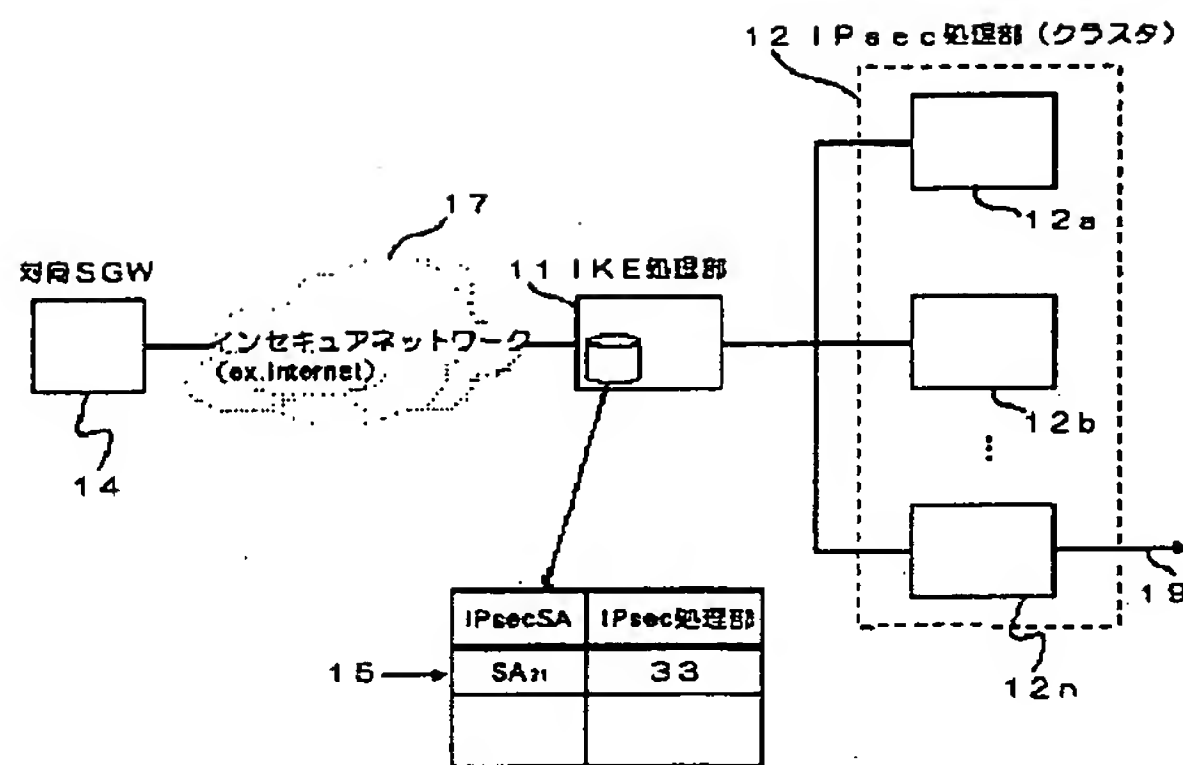 12 IPsec処理部（クラスタ）
12a
17
対向SGW
11 IKE処理部
インセキュアネットワーク
(ex.Internet)
14
12b
⋮
19
IPsecSA IPsec処理部
15
SA₂₁ 33
12n